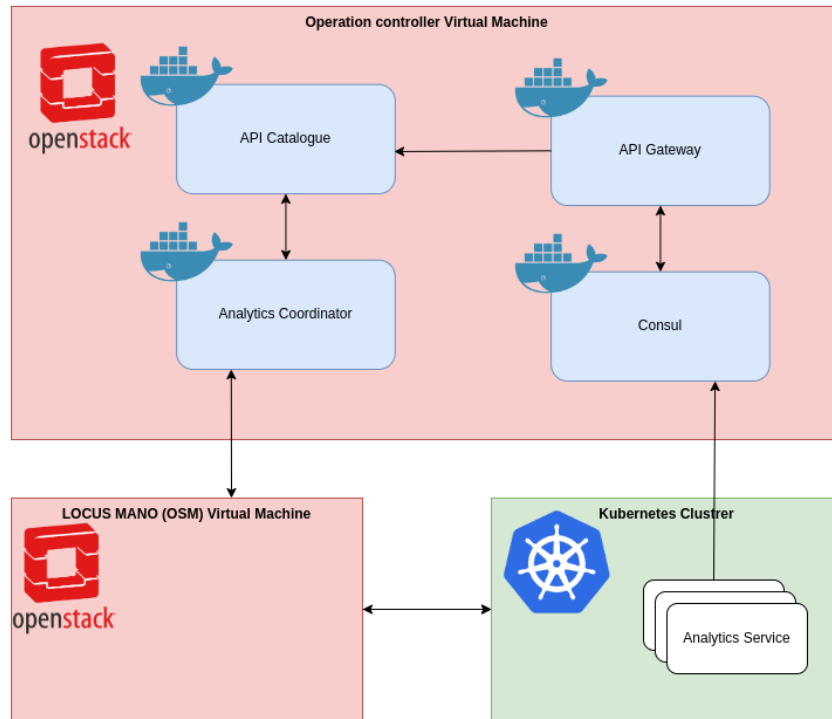 Operation controller Virtual Machine
openstack
API Catalogue
API Gateway
Analytics Coordinator
Consul
LOCUS MANO (OSM) Virtual Machine
openstack
Kubernetes Clustrer
Analytics Service